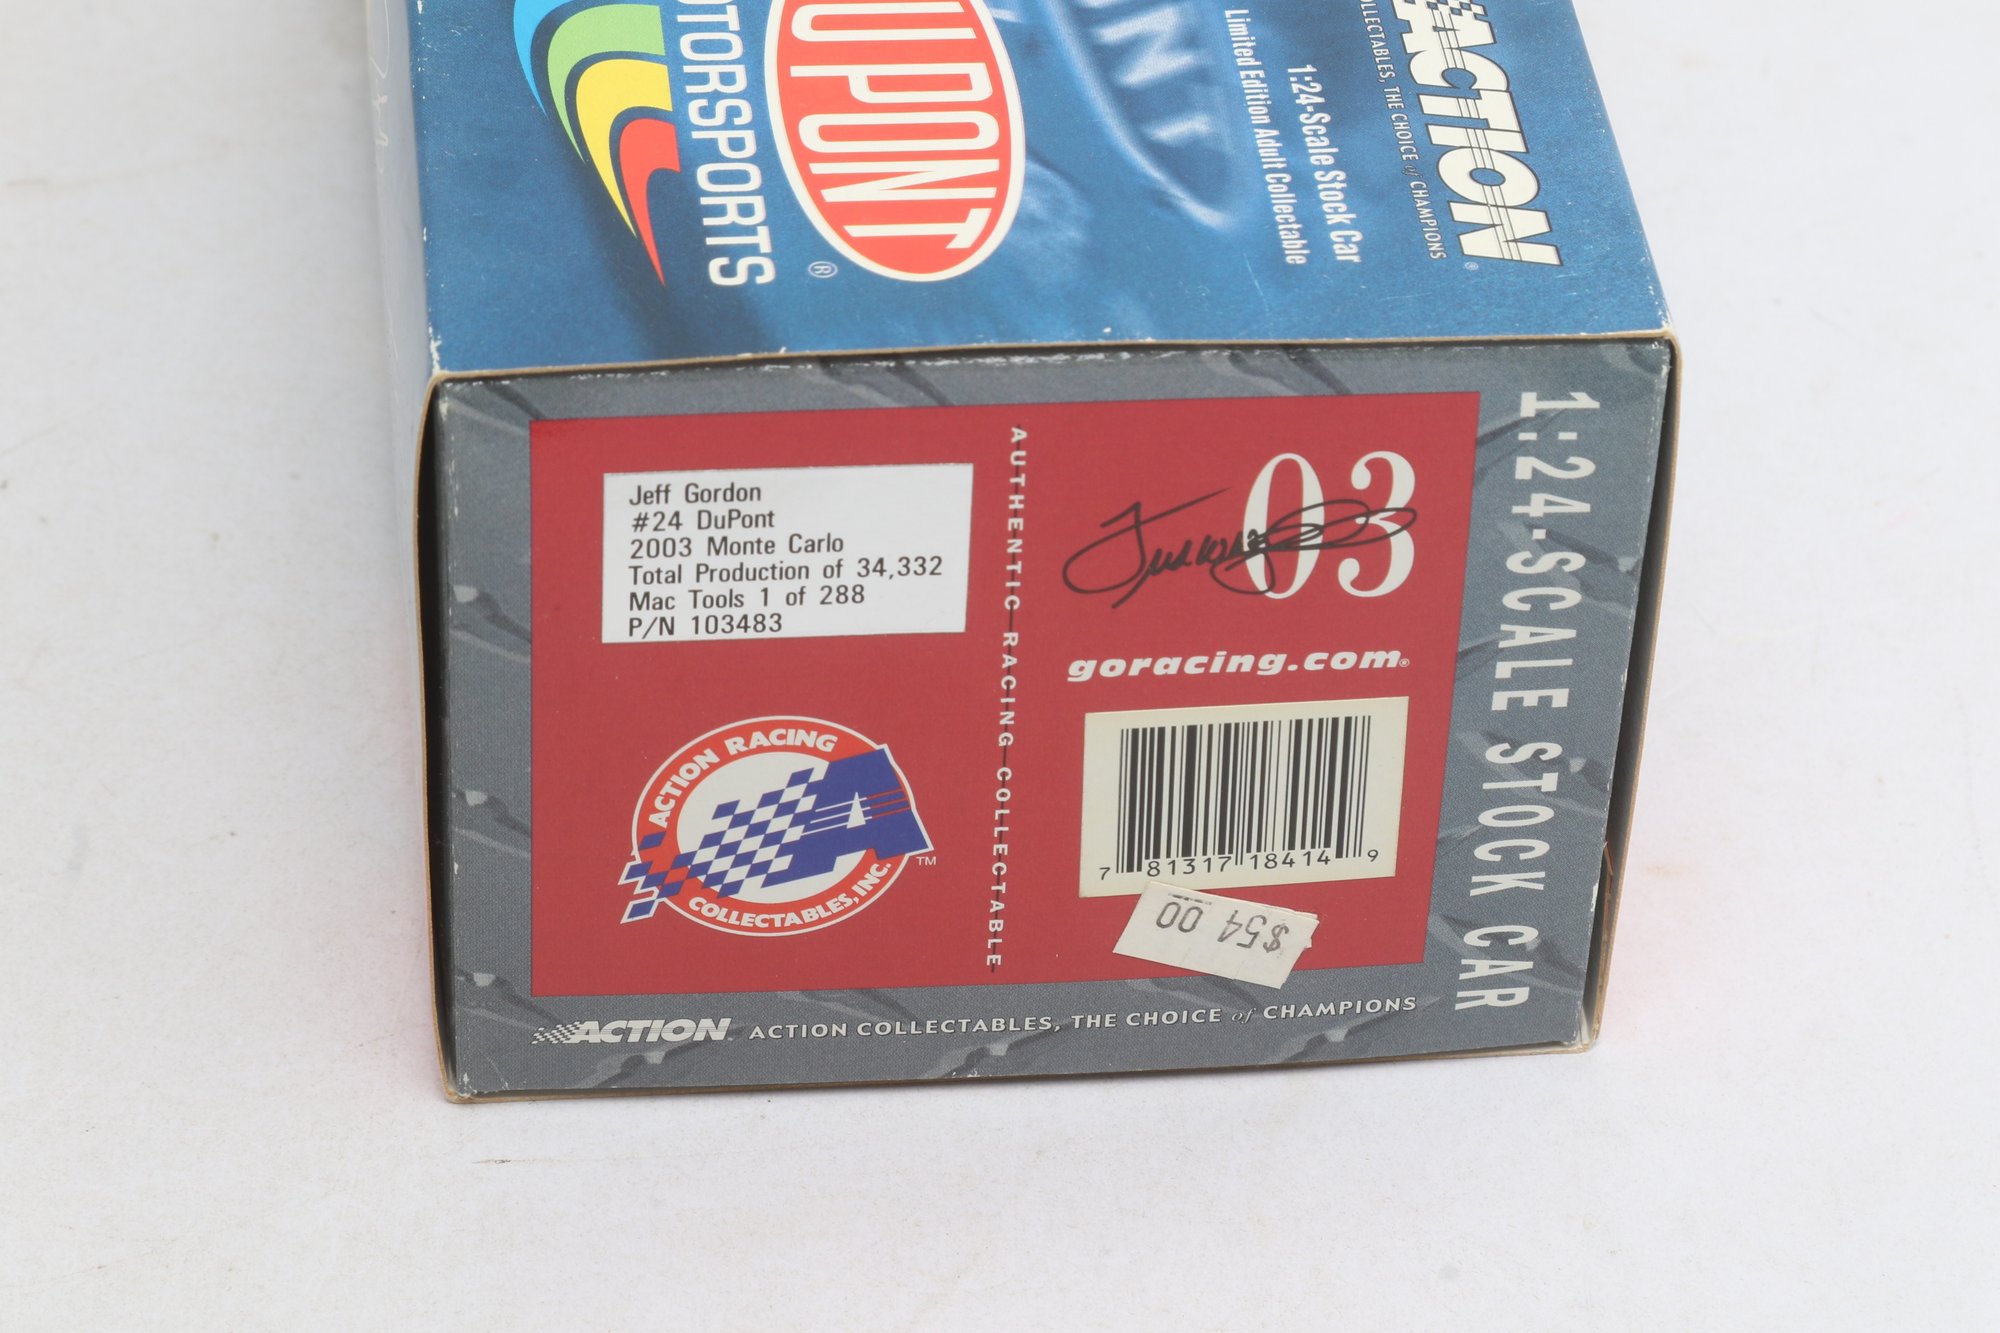 OTORSPORTS
UPONT
®
Limited Edition Adult Collectable
1:24-Scale Stock Car
ACTION
®
COLLECTABLES, THE CHOICE of CHAMPIONS
Jeff Gordon
#24 DuPont
2003 Monte Carlo
Total Production of 34,332
Mac Tools 1 of 288
P/N 103483
ACTION RACING
COLLECTABLES, INC.
TM
AUTHENTIC RACING COLLECTABLE
03
goracing.com®
7 81317 18414 9
$54 00
1:24-SCALE STOCK CAR
ACTION ACTION COLLECTABLES, THE CHOICE of CHAMPIONS